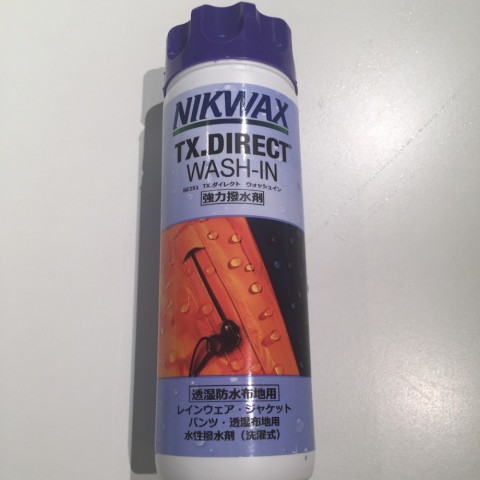 NIKWAX
TX.DIRECT
WASH-IN
BE251 TX.ダイレクト ウォッシュイン
強力撥水剤
透湿防水布地用
レインウェア・ジャケット
パンツ・透湿布地用
水性撥水剤(洗濯式)